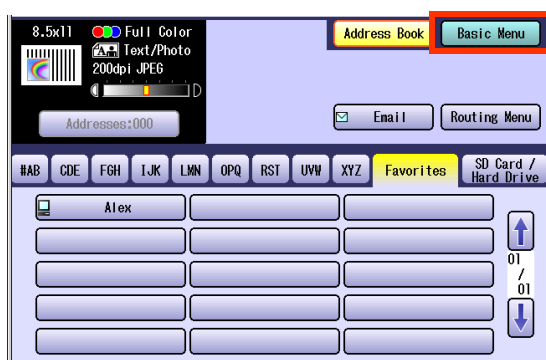 8.5x11 Full Color
Text/Photo
200dpi JPEG
Addresses:000
Address Book Basic Menu
Email Routing Menu
#AB CDE FGH IJK LMN OPQ RST UVW XYZ Favorites SD Card /
Hard Drive
Alex
01
/
01